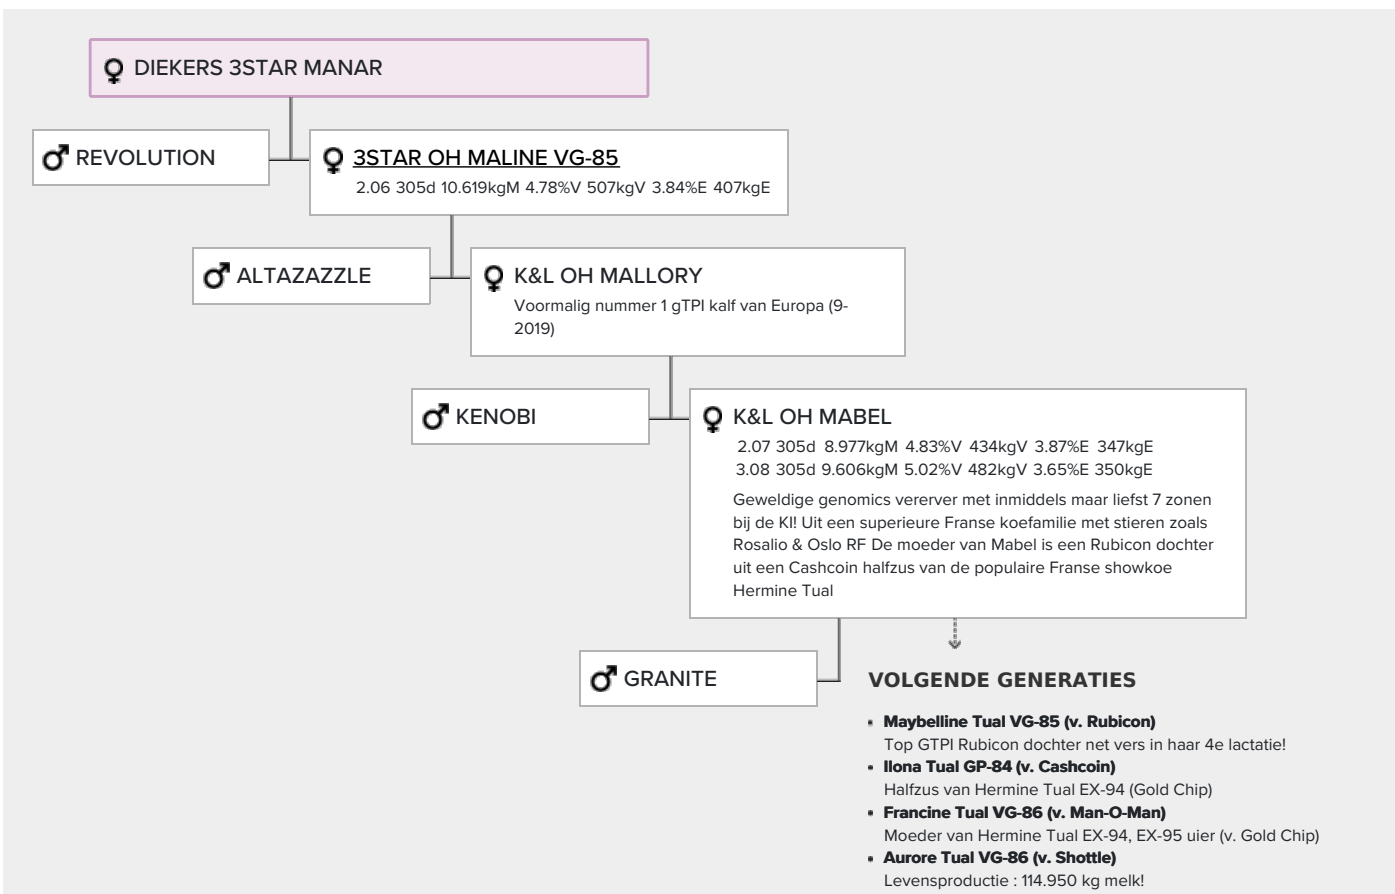 ♀ DIEKERS 3STAR MANAR
♂ REVOLUTION
♀ 3STAR OH MALINE VG-85
2.06 305d 10.619kgM 4.78%V 507kgV 3.84%E 407kgE
♂ ALTAZAZZLE
♀ K&L OH MALLORY
Voormalig nummer 1 gTPI kalf van Europa (9-
2019)
♂ KENOBI
♀ K&L OH MABEL
2.07 305d 8.977kgM 4.83%V 434kgV 3.87%E 347kgE
3.08 305d 9.606kgM 5.02%V 482kgV 3.65%E 350kgE
Geweldige genomics vererver met inmiddels maar liefst 7 zonen
bij de KI! Uit een superieure Franse koefamilie met stieren zoals
Rosalio & Oslo RF De moeder van Mabel is een Rubicon dochter
uit een Cashcoin halfzus van de populaire Franse showkoe
Hermine Tual
♂ GRANITE
VOLGENDE GENERATIES
• Maybelline Tual VG-85 (v. Rubicon)
Top GTPI Rubicon dochter net vers in haar 4e lactatie!
• Ilona Tual GP-84 (v. Cashcoin)
Halfzus van Hermine Tual EX-94 (Gold Chip)
• Francine Tual VG-86 (v. Man-O-Man)
Moeder van Hermine Tual EX-94, EX-95 uier (v. Gold Chip)
• Aurore Tual VG-86 (v. Shottle)
Levensproductie : 114.950 kg melk!